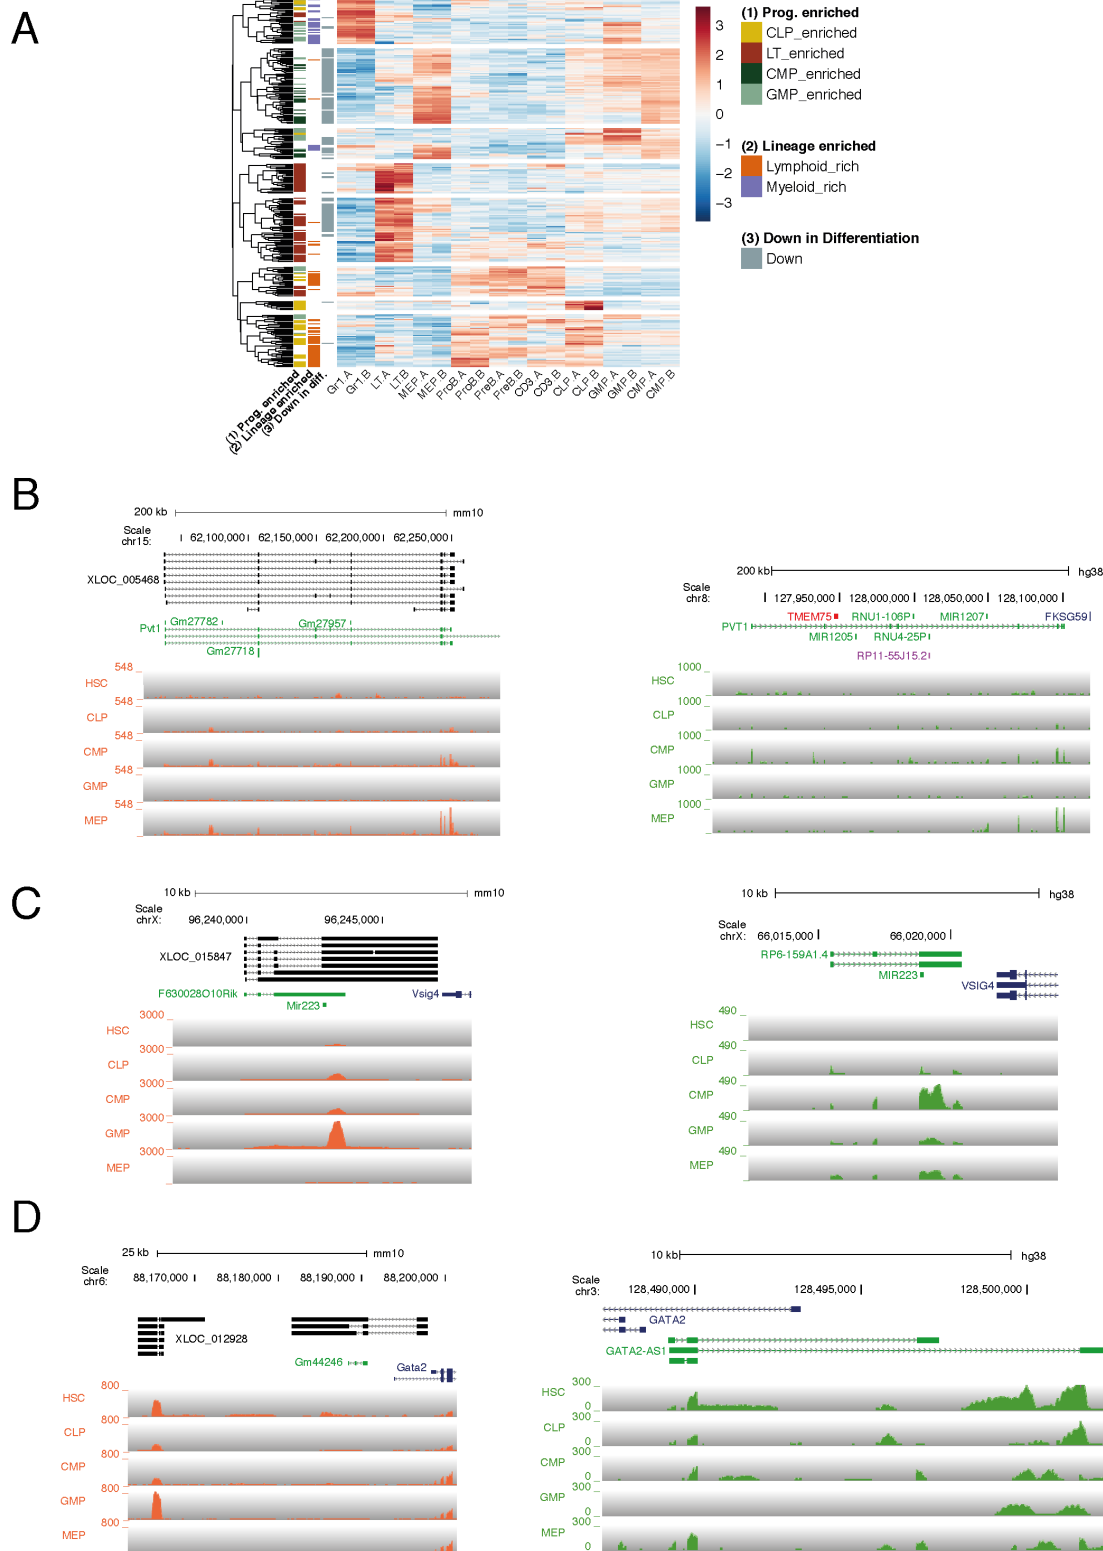 A
3
2
1
0
−1
−2
−3
(1) Prog. enriched
CLP_enriched
LT_enriched
CMP_enriched
GMP_enriched
(2) Lineage enriched
Lymphoid_rich
Myeloid_rich
(3) Down in Differentiation
Down
(1) Prog. enriched
(2) Lineage enriched
(3) Down in diff.
Gr1.A
Gr1.B
LT.A
LT.B
MEP.A
MEP.B
ProB.A
ProB.B
PreB.A
PreB.B
CD3.A
CD3.B
CLP.A
CLP.B
GMP.A
GMP.B
CMP.A
CMP.B
B
200 kb
mm10
Scale
chr15:
62,100,000
62,150,000
62,200,000
62,250,000
XLOC_005468
Gm27782
Gm27957
Pvt1
Gm27718
548
HSC
548
CLP
548
CMP
548
GMP
548
MEP
200 kb
hg38
Scale
chr8:
127,950,000
128,000,000
128,050,000
128,100,000
TMEM75
RNU1-106P
MIR1207
FKSG59
PVT1
MIR1205
RNU4-25P
RP11-55J15.2
1000
HSC
1000
CLP
1000
CMP
1000
GMP
1000
MEP
C
10 kb
mm10
Scale
chrX:
96,240,000
96,245,000
XLOC_015847
F630028O10Rik
Vsig4
Mir223
3000
HSC
3000
CLP
3000
CMP
3000
GMP
3000
MEP
10 kb
hg38
Scale
chrX:
66,015,000
66,020,000
RP6-159A1.4
MIR223
VSIG4
490
HSC
490
CLP
490
CMP
490
GMP
490
MEP
D
25 kb
mm10
Scale
chr6:
88,170,000
88,180,000
88,190,000
88,200,000
XLOC_012928
Gm44246
Gata2
800
HSC
800
CLP
800
CMP
800
GMP
800
MEP
10 kb
hg38
Scale
chr3:
128,490,000
128,495,000
128,500,000
GATA2
GATA2-AS1
300
HSC
0
300
CLP
0
300
CMP
0
300
GMP
0
300
MEP
0